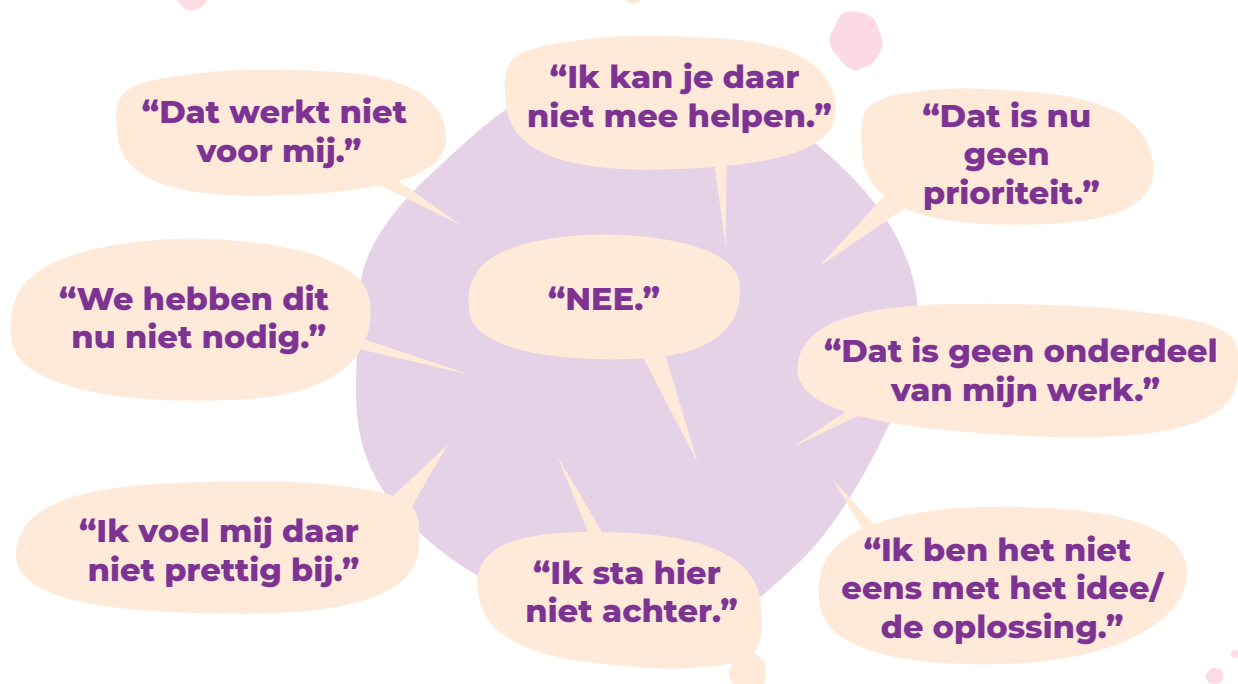 “Ik kan je daar
niet mee helpen.”
“Dat werkt niet
voor mij.”
“Dat is nu
geen
prioriteit.”
“We hebben dit
nu niet nodig.”
“NEE.”
“Dat is geen onderdeel
van mijn werk.”
“Ik voel mij daar
niet prettig bij.”
“Ik sta hier
niet achter.”
“Ik ben het niet
eens met het idee/
de oplossing.”